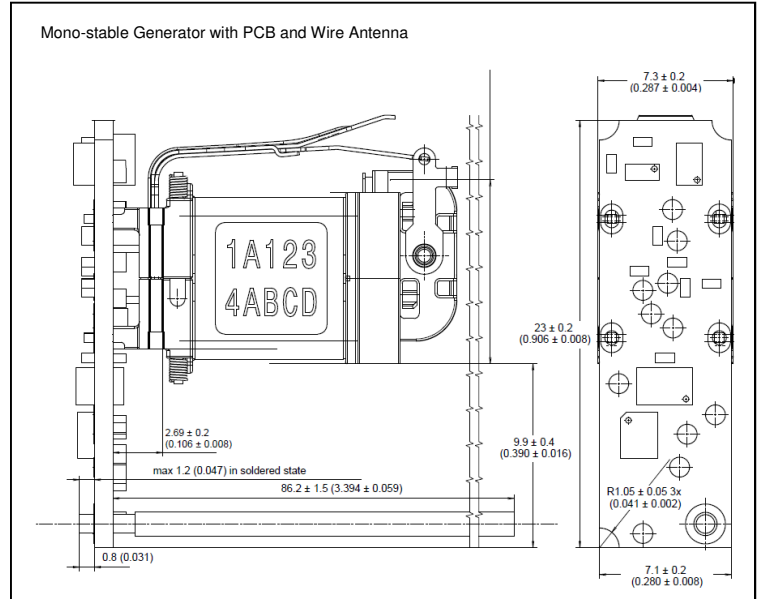 Mono-stable Generator with PCB and Wire Antenna
7.3 ± 0.2
(0.287 ± 0.004)
1A123
4ABCD
23 ± 0.2
(0.906 ± 0.008)
2.69 ± 0.2
(0.106 ± 0.008)
9.9 ± 0.4
(0.390 ± 0.016)
max 1.2 (0.047) in soldered state
86.2 ± 1.5 (3.394 ± 0.059)
R1.05 ± 0.05 3x
(0.041 ± 0.002)
0.8 (0.031)
7.1 ± 0.2
(0.280 ± 0.008)